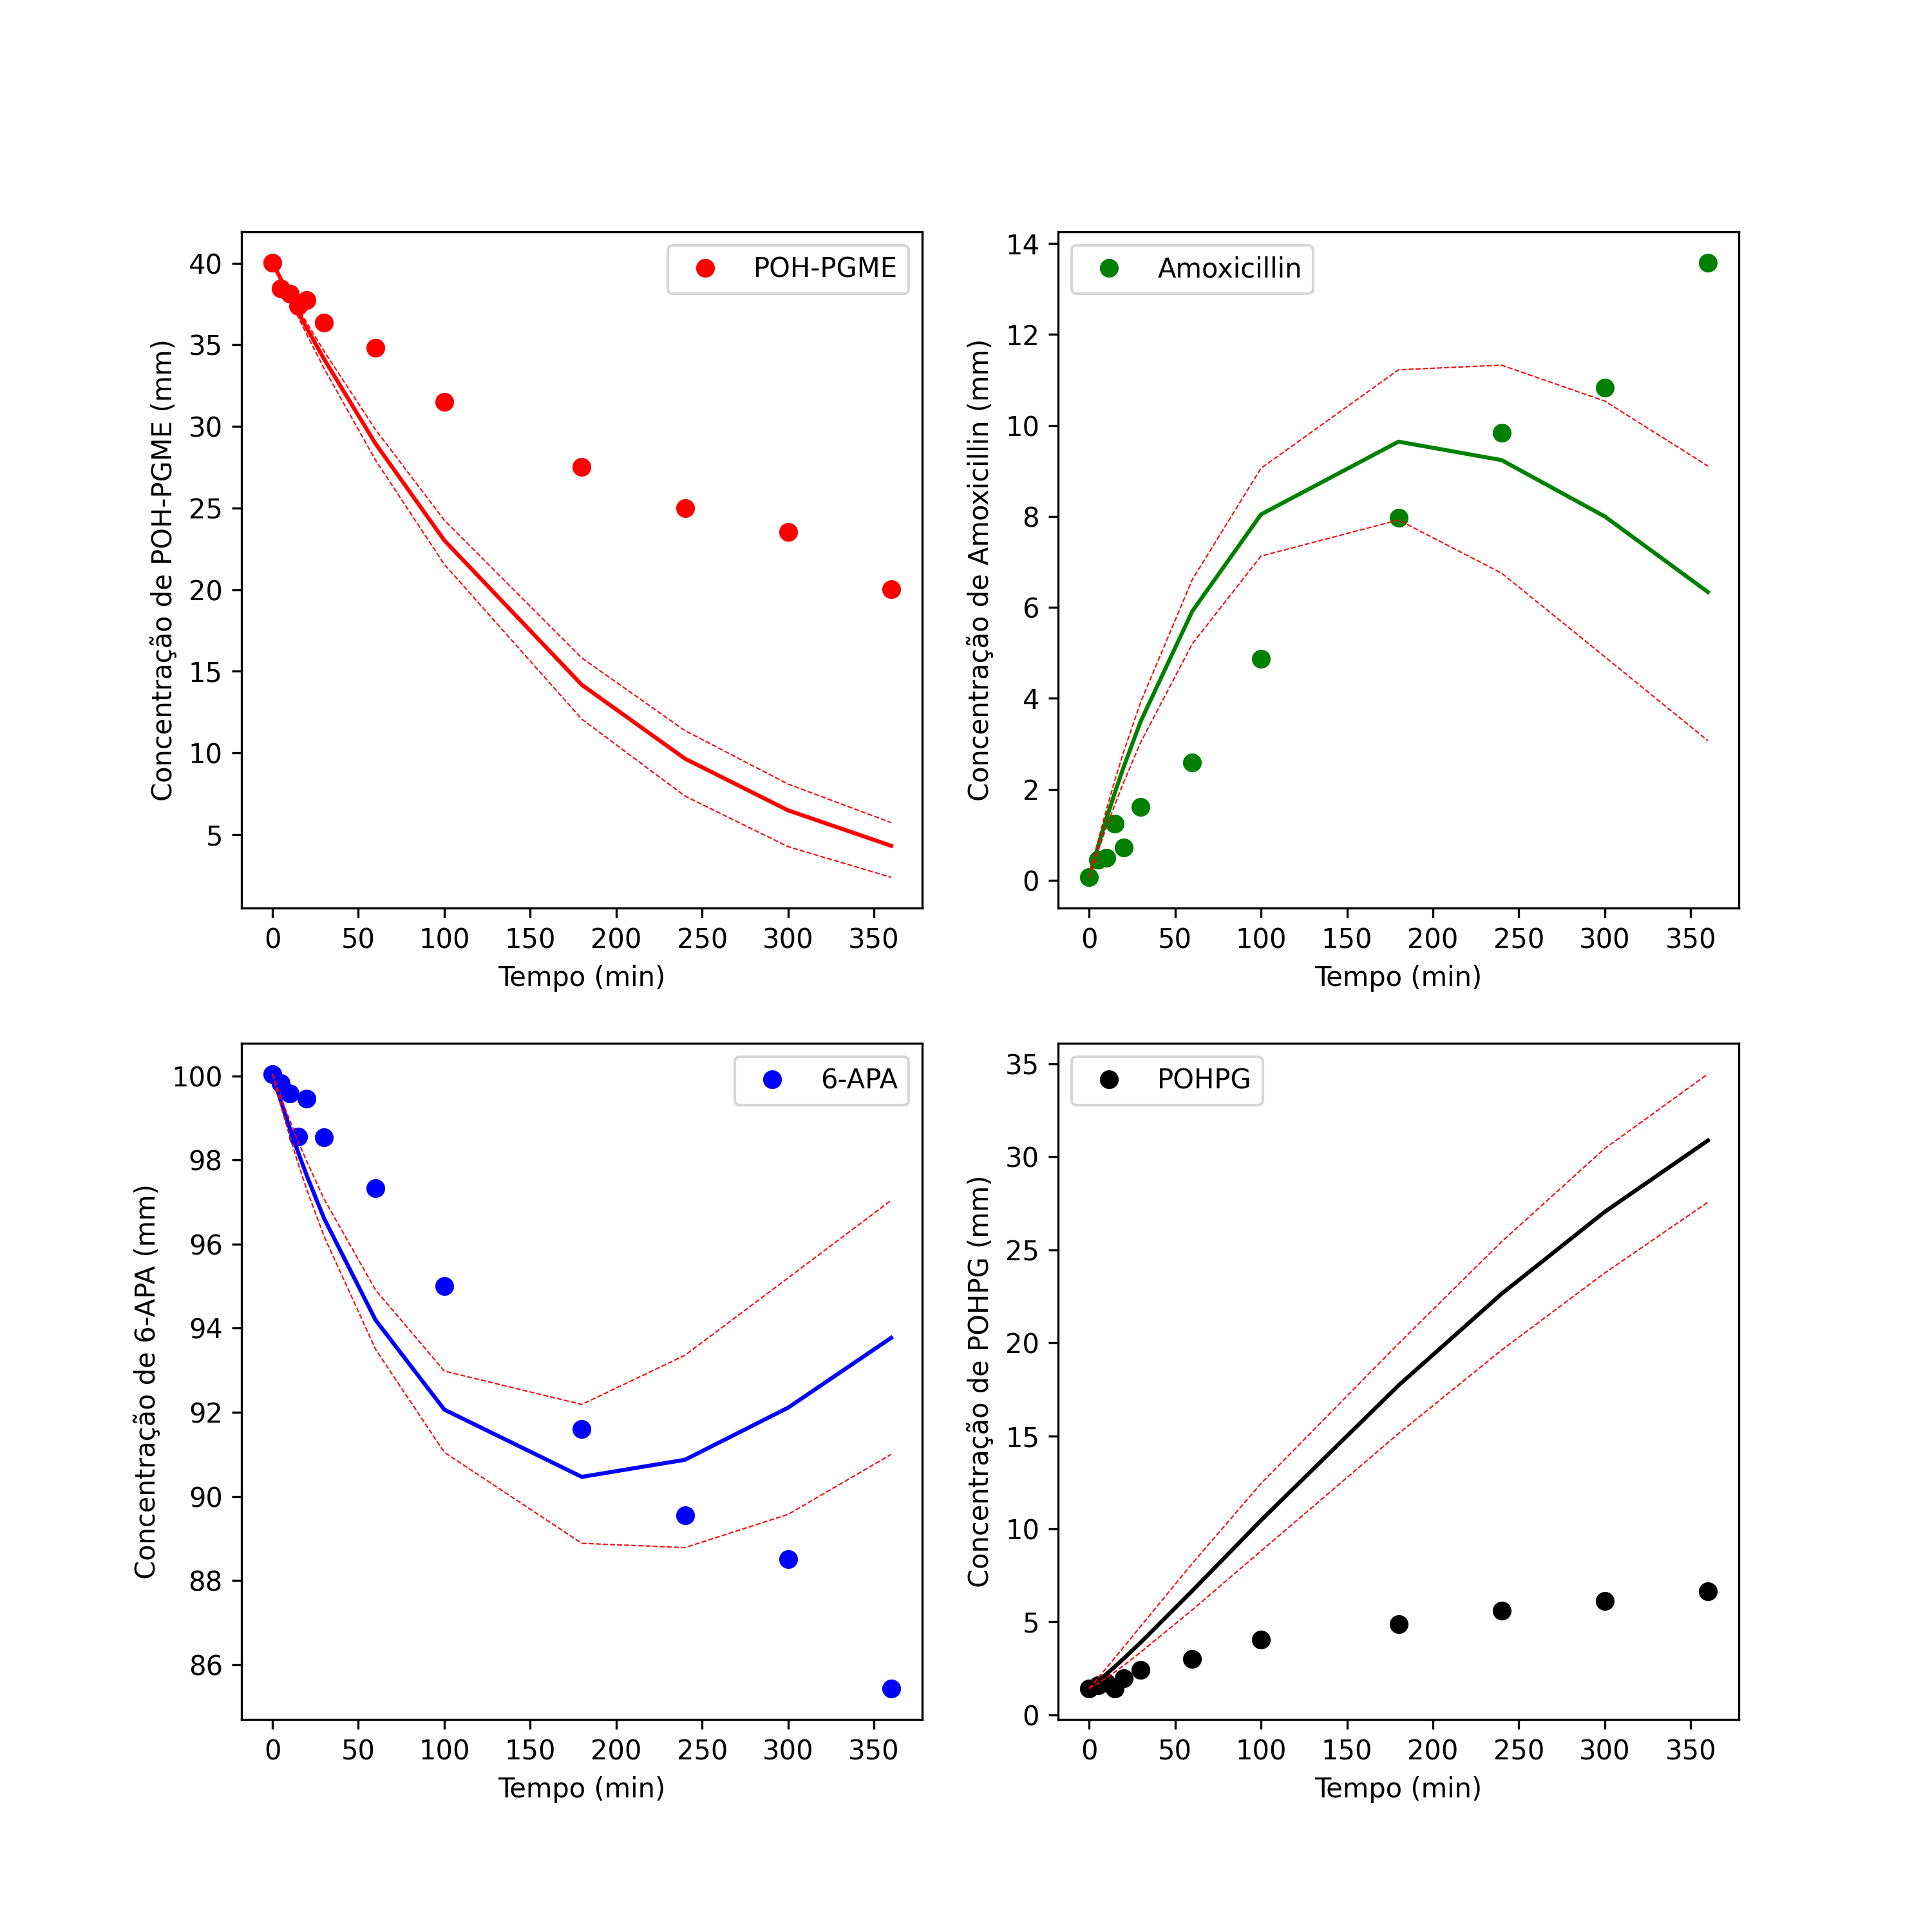 Concentração de POH-PGME (mm)
40
35
30
25
20
15
10
5
POH-PGME
0 50 100 150 200 250 300 350
Tempo (min)
Concentração de Amoxicillin (mm)
14
12
10
8
6
4
2
0
Amoxicillin
0 50 100 150 200 250 300 350
Tempo (min)
Concentração de 6-APA (mm)
100
98
96
94
92
90
88
86
6-APA
0 50 100 150 200 250 300 350
Tempo (min)
Concentração de POHPG (mm)
35
30
25
20
15
10
5
0
POHPG
0 50 100 150 200 250 300 350
Tempo (min)